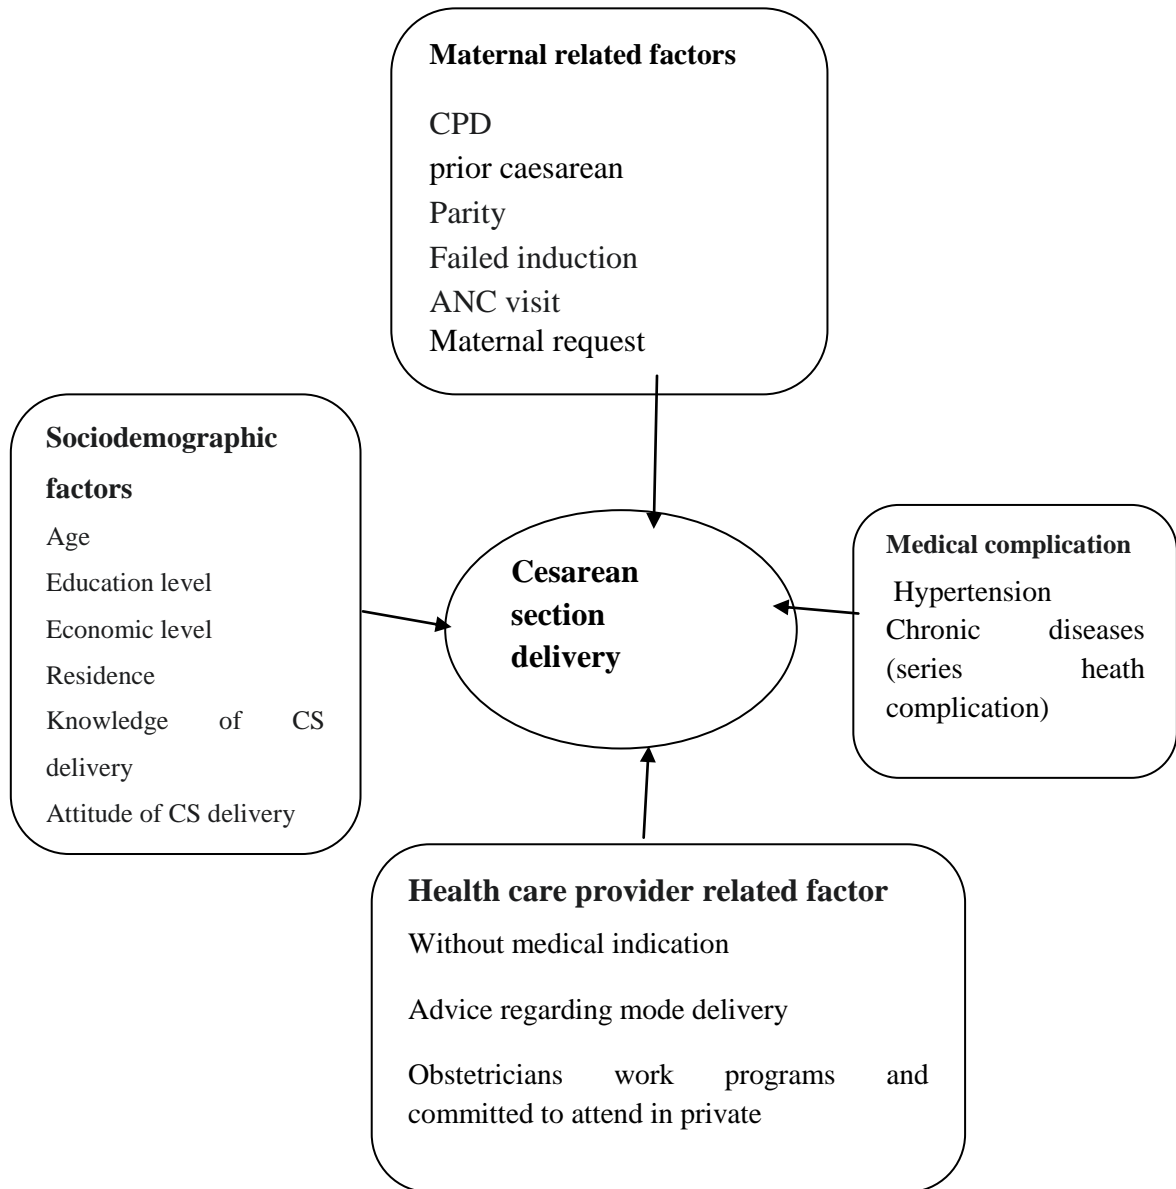 Maternal related factors
CPD
prior caesarean
Parity
Failed induction
ANC visit
Maternal request
Sociodemographic
factors
Age
Education level
Economic level
Residence
Knowledge of CS
delivery
Attitude of CS delivery
Cesarean
section
delivery
Medical complication
Hypertension
Chronic diseases
(series heath
complication)
Health care provider related factor
Without medical indication
Advice regarding mode delivery
Obstetricians work programs and
committed to attend in private